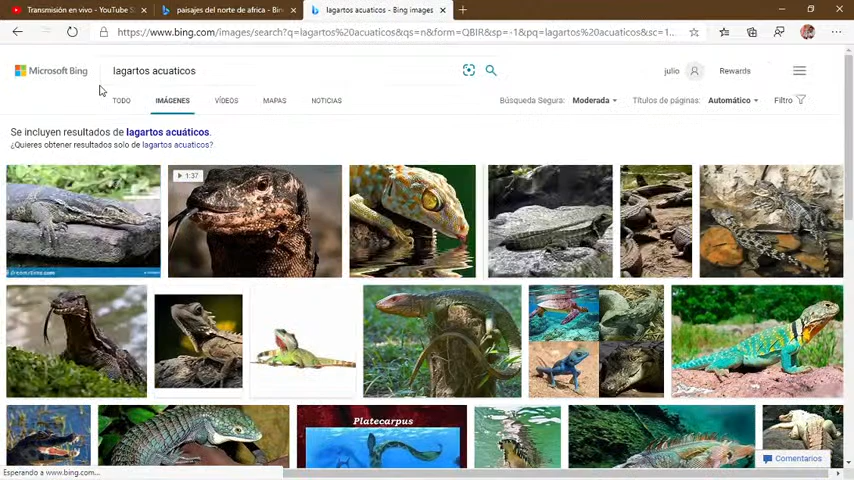 Transmisión en vivo - YouTube S
paisajes del norte de africa - Bin
lagartos acuaticos - Bing images
https://www.bing.com/images/search?q=lagartos%20acuaticos&qs=n&form=QBIR&sp=-1&pq=lagartos%20acuaticos&sc=1...
Microsoft Bing
lagartos acuaticos
julio
Rewards
TODO
IMÁGENES
VÍDEOS
MAPAS
NOTICIAS
Búsqueda Segura: Moderada
Títulos de páginas: Automático
Filtro
Se incluyen resultados de lagartos acuáticos.
¿Quieres obtener resultados solo de lagartos acuaticos?
1:37
Platecarpus
Comentarios
Esperando a www.bing.com...